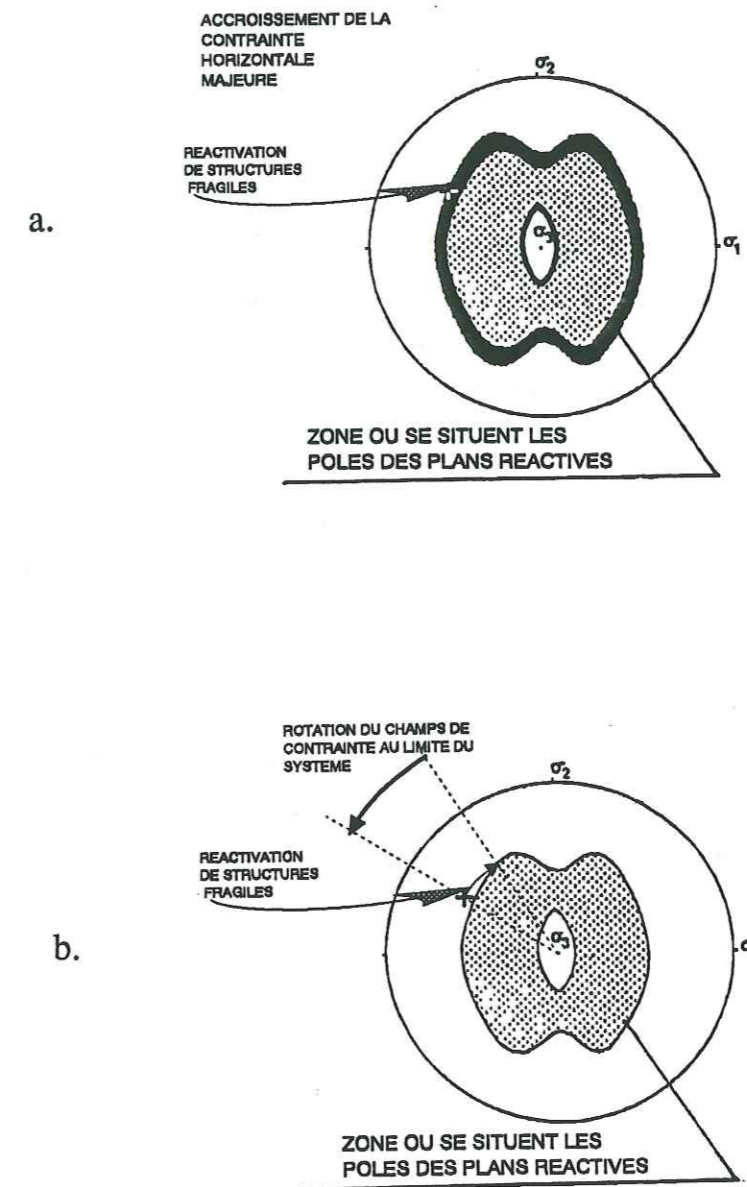 ACCROISSEMENT DE LA
CONTRAINTE
HORIZONTALE
MAJEURE
σ2
REACTIVATION
DE STRUCTURES
FRAGILES
a.
σ3
σ1
ZONE OU SE SITUENT LES
POLES DES PLANS REACTIVES
ROTATION DU CHAMPS DE
CONTRAINTE AU LIMITE DU
SYSTEME
σ2
REACTIVATION
DE STRUCTURES
FRAGILES
b.
σ3
ZONE OU SE SITUENT LES
POLES DES PLANS REACTIVES